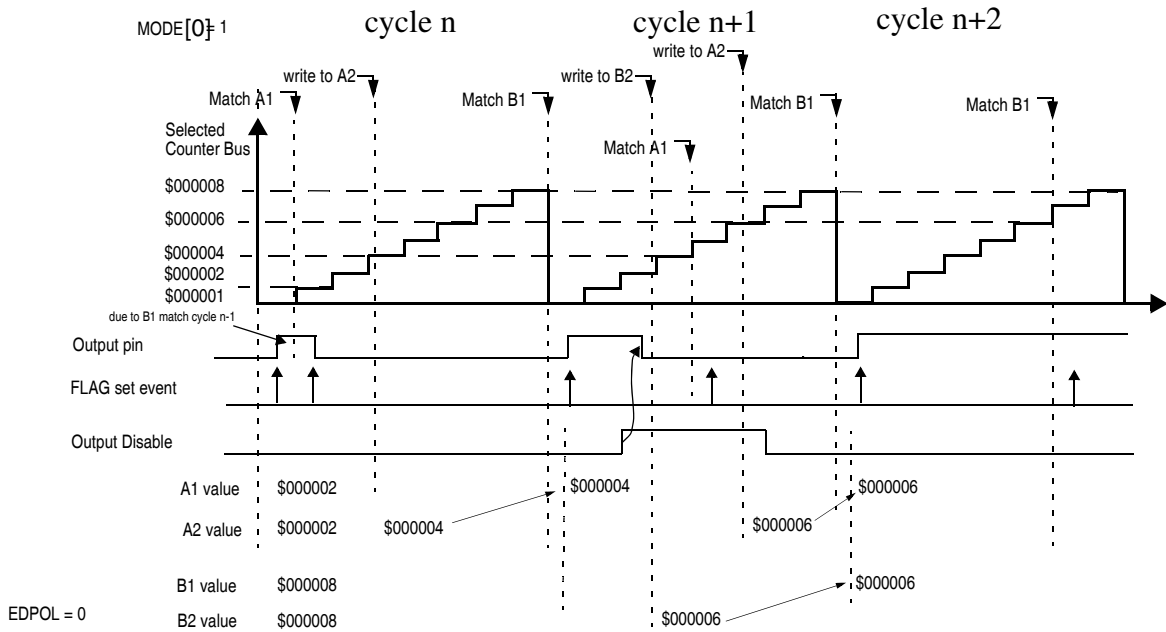 MODE[0]= 1
cycle n
cycle n+1
cycle n+2
write to A2
write to A2
write to B2
Match A1
Match B1
Match B1
Match B1
Match A1
Selected
Counter Bus
$000008
$000006
$000004
$000002
$000001
due to B1 match cycle n-1
Output pin
FLAG set event
Output Disable
A1 value $000002 $000004 $000006
A2 value $000002 $000004 $000006
B1 value $000008 $000006
EDPOL = 0
B2 value $000008 $000006